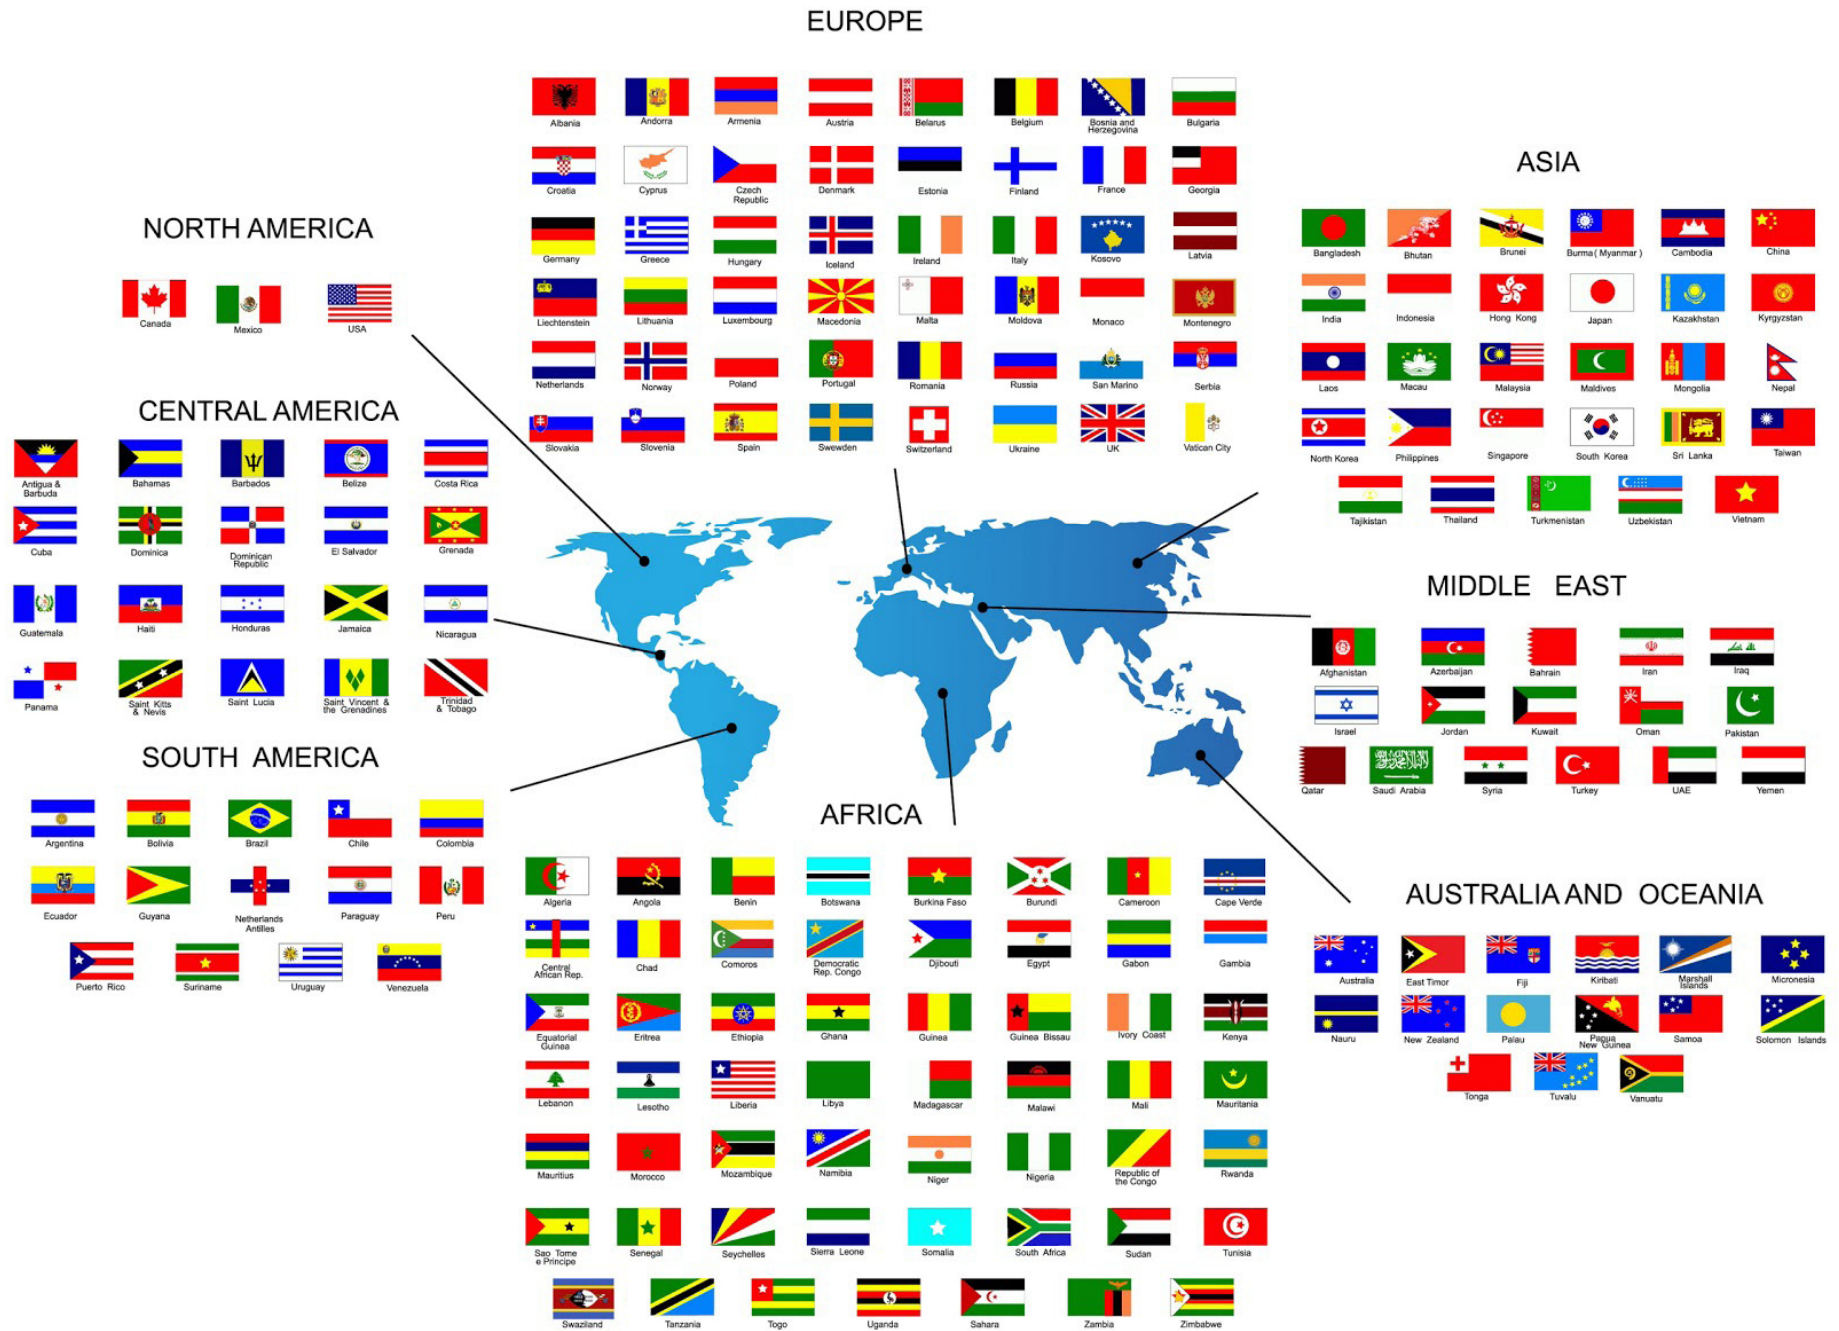 EUROPE
Albania
Andorra
Armenia
Austria
Belarus
Belgium
Bosnia and
Herzegovina
Bulgaria
Croatia
Cyprus
Czech
Republic
Denmark
Estonia
Finland
France
Georgia
Germany
Greece
Hungary
Iceland
Ireland
Italy
Kosovo
Latvia
Liechtenstein
Lithuania
Luxembourg
Macedonia
Malta
Moldova
Monaco
Montenegro
Netherlands
Norway
Poland
Portugal
Romania
Russia
San Marino
Serbia
Slovakia
Slovenia
Spain
Swewden
Switzerland
Ukraine
UK
Vatican City
NORTH AMERICA
Canada
Mexico
USA
CENTRAL AMERICA
Antigua &
Barbuda
Bahamas
Barbados
Belize
Costa Rica
Cuba
Dominica
Dominican
Republic
El Salvador
Grenada
Guatemala
Haiti
Honduras
Jamaica
Nicaragua
Panama
Saint Kitts
& Nevis
Saint Lucia
Saint Vincent &
the Grenadines
Trinidad
& Tobago
SOUTH AMERICA
Argentina
Bolivia
Brazil
Chile
Colombia
Ecuador
Guyana
Netherlands
Antilles
Paraguay
Peru
Puerto Rico
Suriname
Uruguay
Venezuela
ASIA
Bangladesh
Bhutan
Brunei
Burma ( Myanmar )
Cambodia
China
India
Indonesia
Hong Kong
Japan
Kazakhstan
Kyrgyzstan
Laos
Macau
Malaysia
Maldives
Mongolia
Nepal
North Korea
Philippines
Singapore
South Korea
Sri Lanka
Taiwan
Tajikistan
Thailand
Turkmenistan
Uzbekistan
Vietnam
MIDDLE EAST
Afghanistan
Azerbaijan
Bahrain
Iran
Iraq
Israel
Jordan
Kuwait
Oman
Pakistan
Qatar
Saudi Arabia
Syria
Turkey
UAE
Yemen
AFRICA
Algeria
Angola
Benin
Botswana
Burkina Faso
Burundi
Cameroon
Cape Verde
Central
African Rep.
Chad
Comoros
Democratic
Rep. Congo
Djibouti
Egypt
Gabon
Gambia
Equatorial
Guinea
Eritrea
Ethiopia
Ghana
Guinea
Guinea Bissau
Ivory Coast
Kenya
Lebanon
Lesotho
Liberia
Libya
Madagascar
Malawi
Mali
Mauritania
Mauritius
Morocco
Mozambique
Namibia
Niger
Nigeria
Republic of
the Congo
Rwanda
Sao Tome
e Principe
Senegal
Seychelles
Sierra Leone
Somalia
South Africa
Sudan
Tunisia
Swaziland
Tanzania
Togo
Uganda
Sahara
Zambia
Zimbabwe
AUSTRALIA AND OCEANIA
Australia
East Timor
Fiji
Kiribati
Marshall
Islands
Micronesia
Nauru
New Zealand
Palau
Papua
New Guinea
Samoa
Solomon Islands
Tonga
Tuvalu
Vanuatu